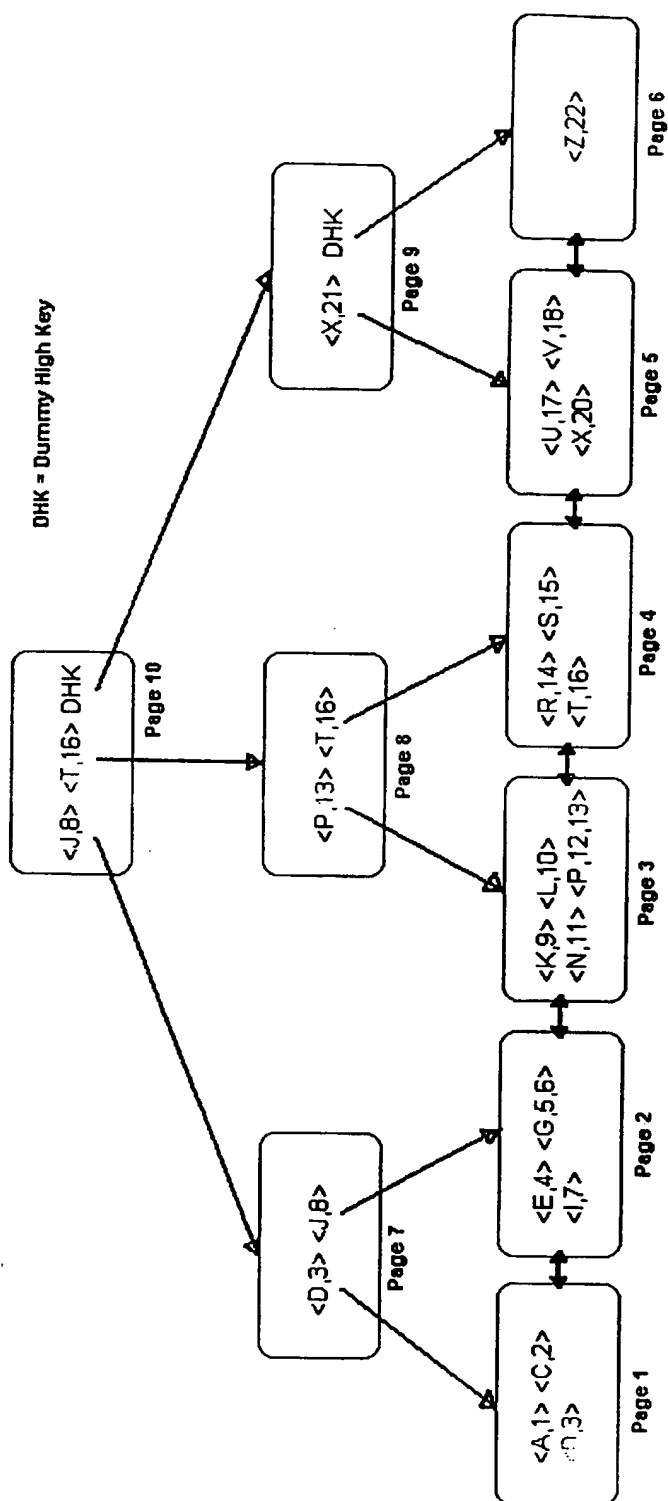 DHK = Dummy High Key
<J,8> <T,16> DHK
Page 10
<D,3> <J,8>
Page 7
<P,13> <T,16>
Page 8
<X,21> DHK
Page 9
<A,1> <C,2>
<D,3>
Page 1
<E,4> <G,5,6>
<I,7>
Page 2
<K,9> <L,10>
<N,11> <P,12,13>
Page 3
<R,14> <S,15>
<T,16>
Page 4
<U,17> <V,18>
<X,20>
Page 5
<Z,22>
Page 6